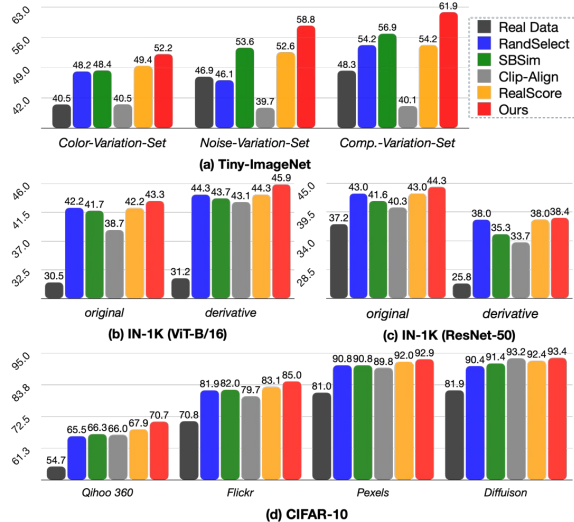 63.0
56.0
49.0
42.0
40.5 48.2 48.4 40.5 49.4 52.2
46.9 46.1 53.6 39.7 52.6 58.8
48.3 54.2 56.9 40.1 54.2 61.9
Color-Variation-Set Noise-Variation-Set Comp.-Variation-Set
(a) Tiny-ImageNet
Real Data
RandSelect
SBSim
Clip-Align
RealScore
Ours
46.0
41.5
37.0
32.5
30.5 42.2 41.7 38.7 42.2 43.3
31.2 44.3 43.7 43.1 44.3 45.9
original derivative
(b) IN-1K (ViT-B/16)
45.0
39.5
34.0
28.5
37.2 43.0 41.6 40.3 43.0 44.3
25.8 38.0 35.3 33.7 38.0 38.4
original derivative
(c) IN-1K (ResNet-50)
95.0
83.8
72.5
61.3
54.7 65.5 66.3 66.0 67.9 70.7
70.8 81.9 82.0 79.7 83.1 85.0
81.0 90.8 90.8 89.8 92.0 92.9
81.9 90.4 91.4 93.2 92.4 93.4
Qihoo 360 Flickr Pexels Diffuison
(d) CIFAR-10